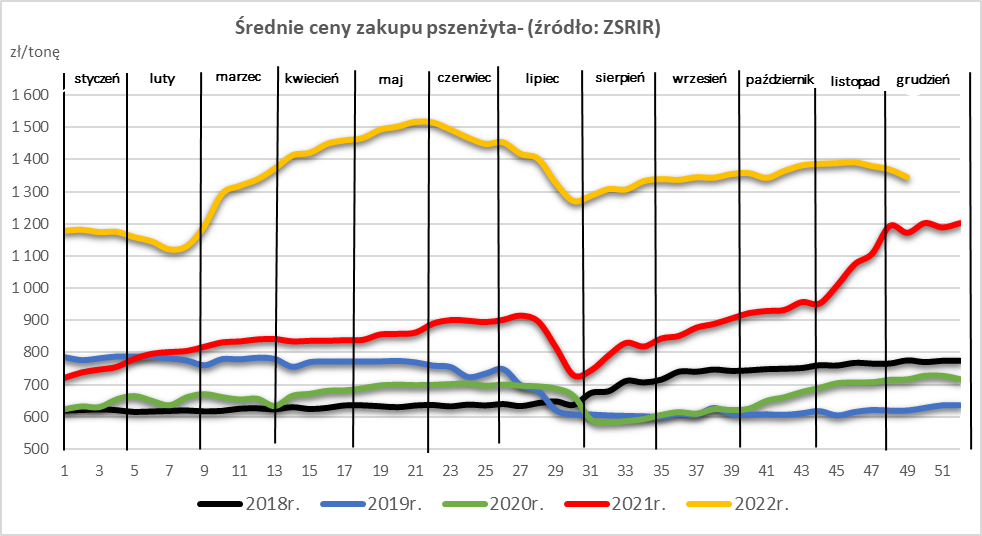 Średnie ceny zakupu pszenżyta- (źródło: ZSRIR)
zł/tonę
styczeń luty marzec kwiecień maj czerwiec lipiec sierpień wrzesień październik listopad grudzień
1 600
1 500
1 400
1 300
1 200
1 100
1 000
900
800
700
600
500
1 3 5 7 9 11 13 15 17 19 21 23 25 27 29 31 33 35 37 39 41 43 45 47 49 51
2018r. 2019r. 2020r. 2021r. 2022r.